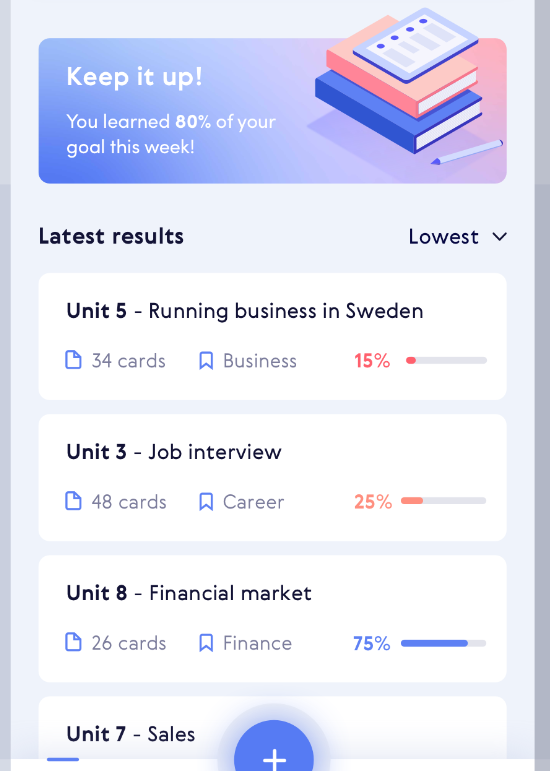 Keep it up!
You learned 80% of your
goal this week!
Latest results
Lowest
Unit 5 - Running business in Sweden
34 cards
Business
15%
Unit 3 - Job interview
48 cards
Career
25%
Unit 8 - Financial market
26 cards
Finance
75%
Unit 7 - Sales